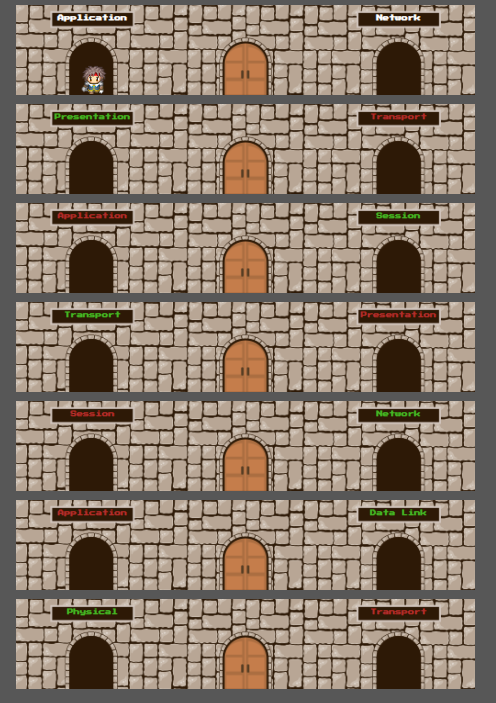 Application
Network
Presentation
Transport
Application
Session
Transport
Presentation
Session
Network
Application
Data Link
Physical
Transport